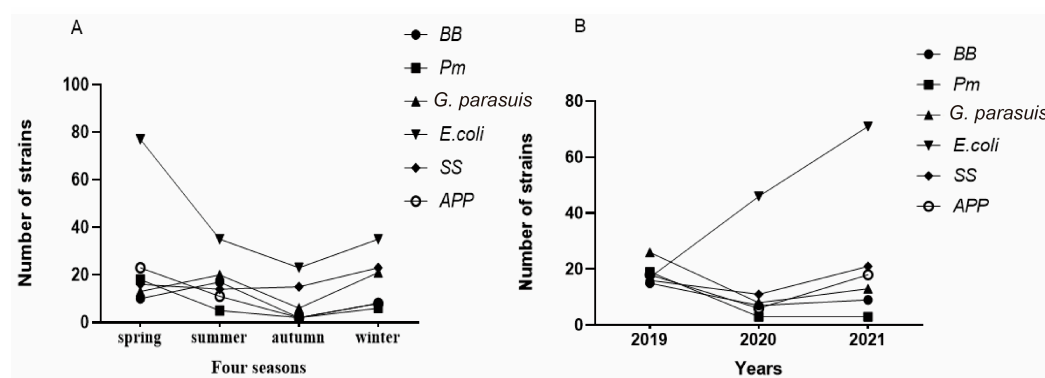 A
BB
Pm
G. parasuis
E.coli
SS
APP
100
80
60
40
20
0
Number of strains
spring summer autumn winter
Four seasons
B
BB
Pm
G. parasuis
E.coli
SS
APP
80
60
40
20
0
Number of strains
2019 2020 2021
Years